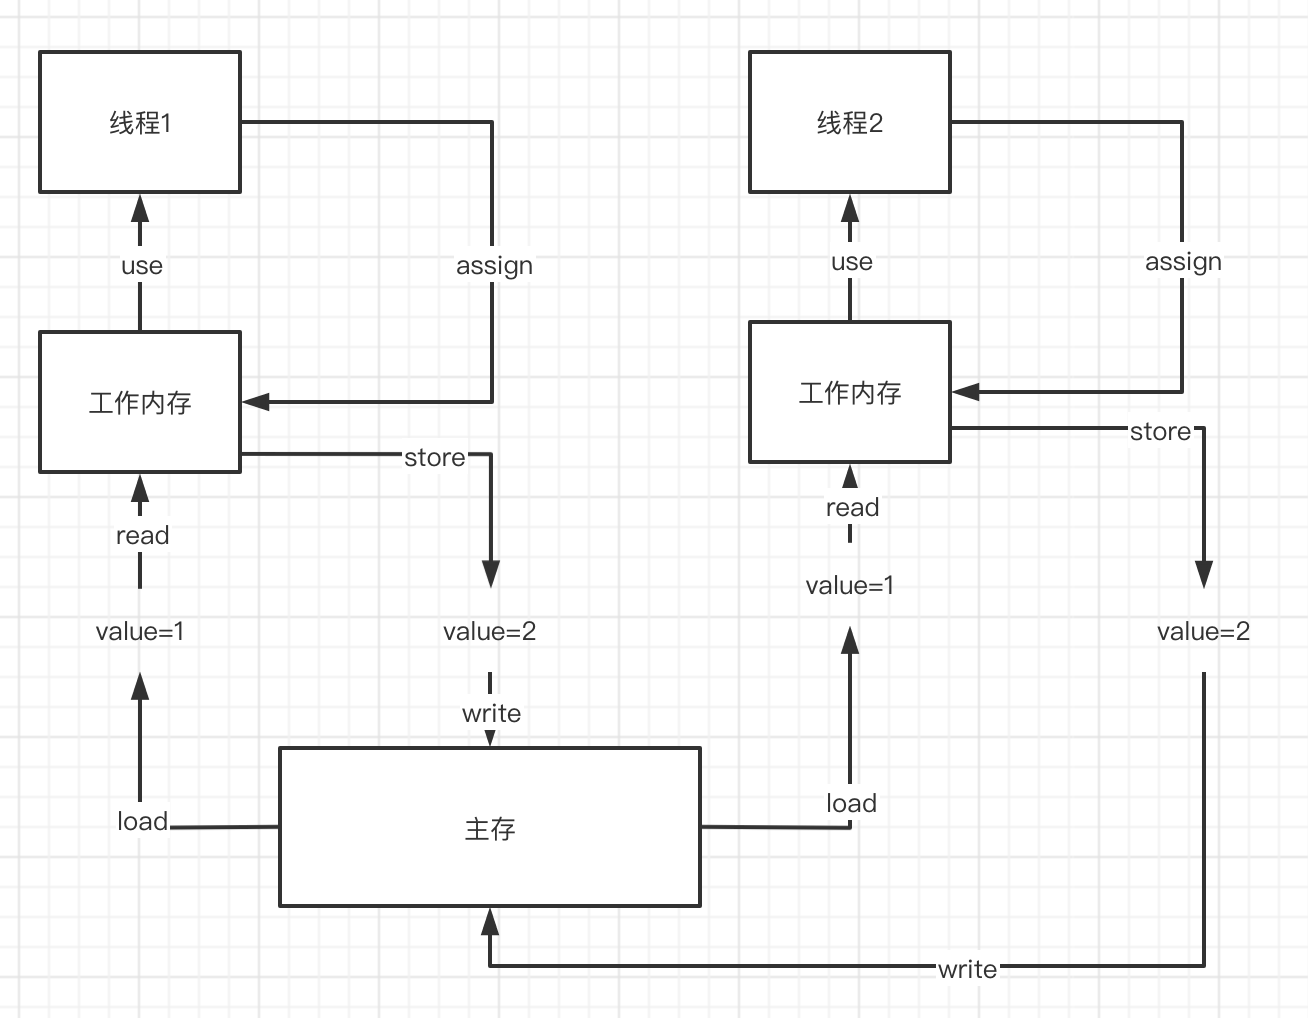 线程1
线程2
use
assign
use
assign
工作内存
工作内存
store
store
read
read
value=1
value=1
value=2
value=2
write
load
load
主存
write